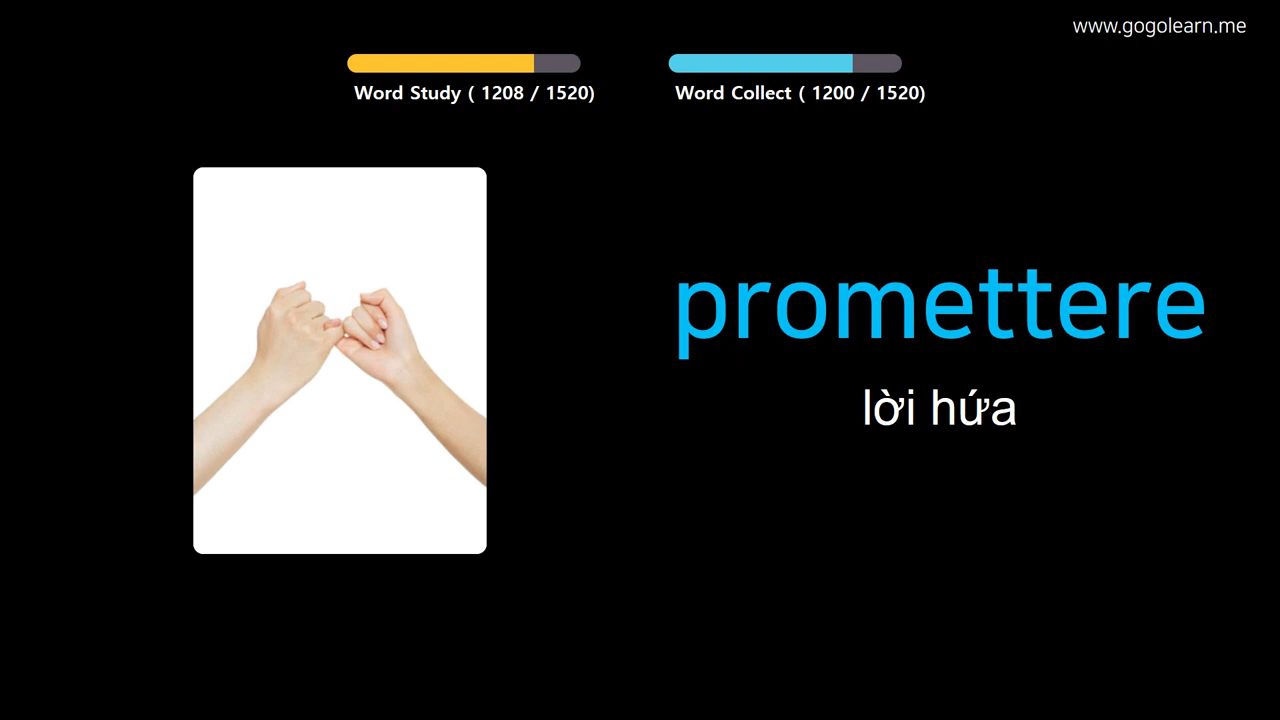 www.gogolearn.me
Word Study ( 1208 / 1520)
Word Collect ( 1200 / 1520)
promettere
lời hứa